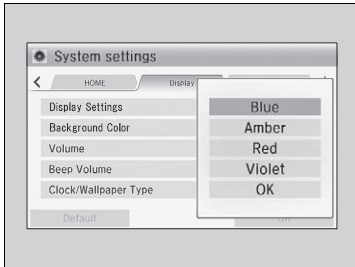 System settings
HOME
Display
Display Settings
Background Color
Volume
Beep Volume
Clock/Wallpaper Type
Default
Blue
Amber
Red
Violet
OK